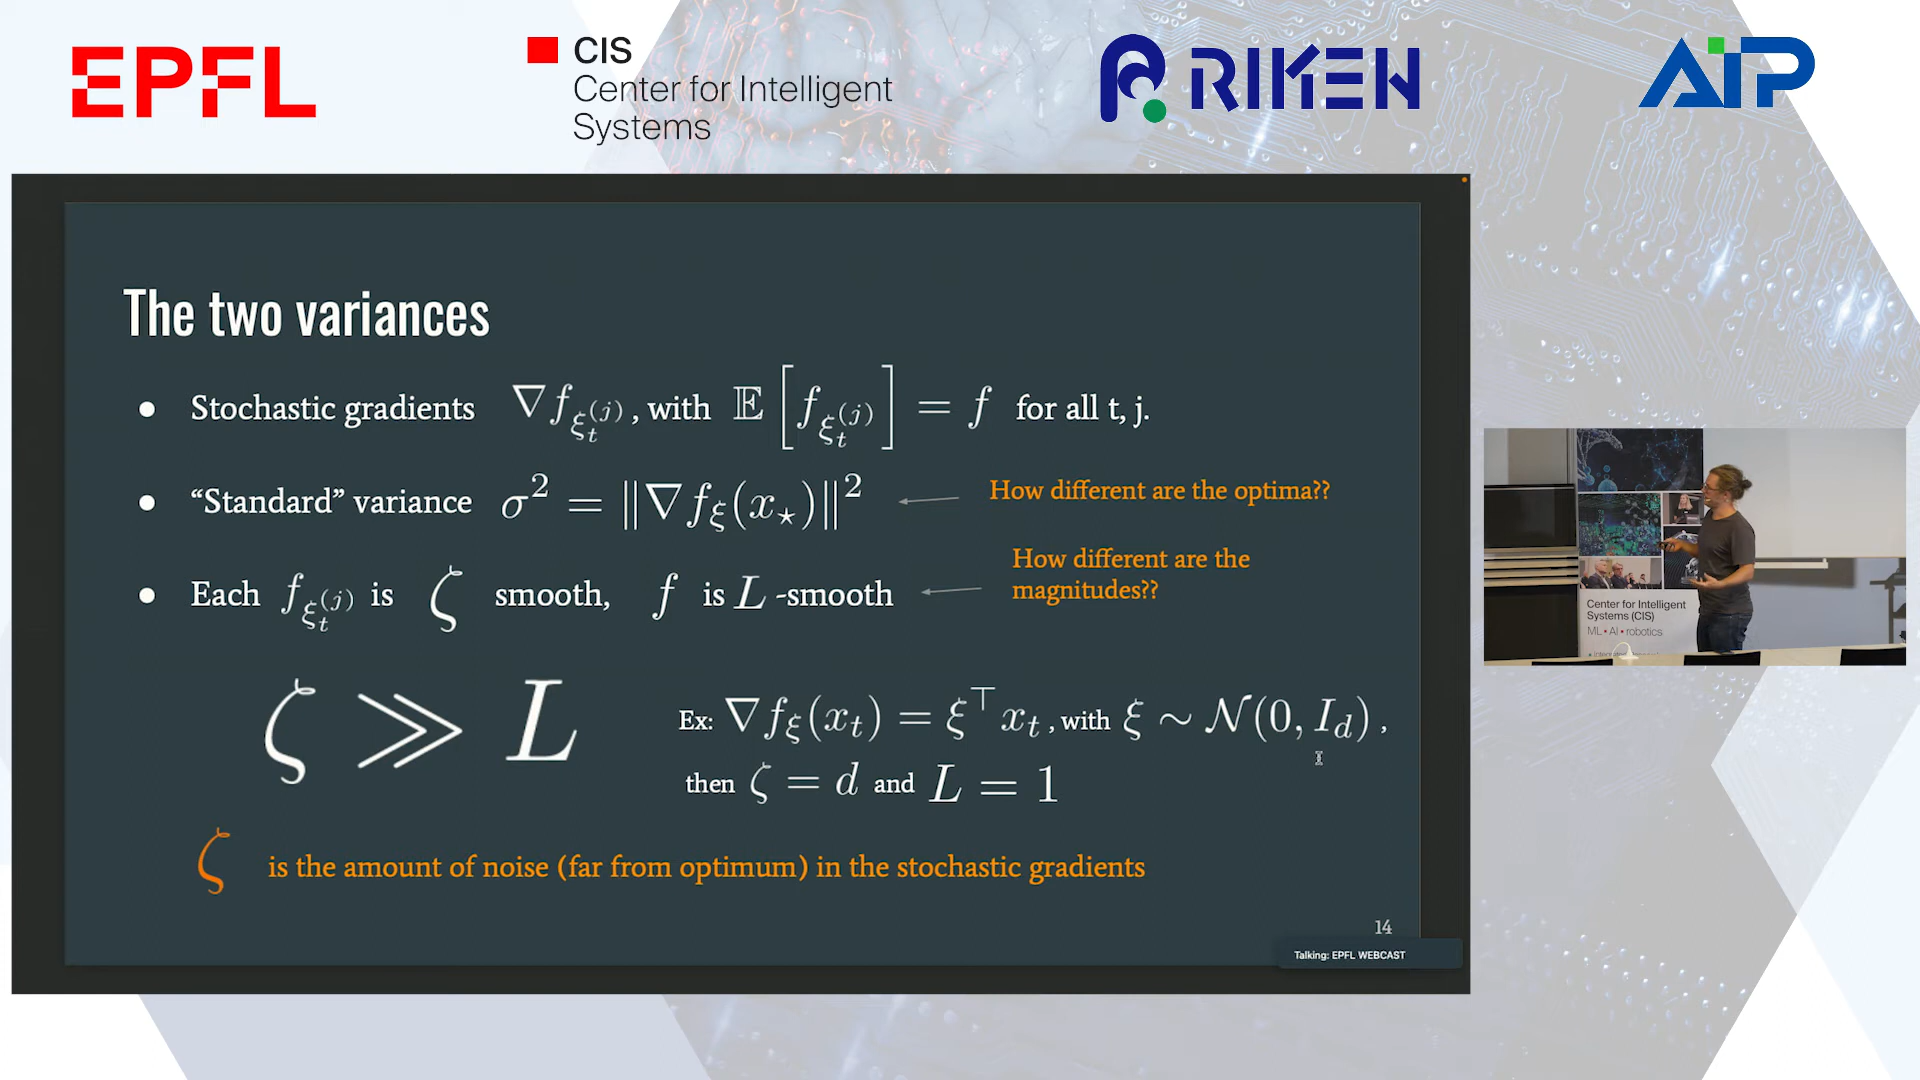 EPFL
CIS
Center for Intelligent
Systems
RIKEN
AIP
The two variances
● Stochastic gradients ∇f_{ξ_t^{(j)}}, with 𝔼[f_{ξ_t^{(j)}}] = f for all t, j.
● “Standard” variance σ² = ‖∇f_ξ(x_⋆)‖²
How different are the optima??
● Each f_{ξ_t^{(j)}} is ζ smooth, f is L -smooth
How different are the
magnitudes??
ζ ≫ L
Ex: ∇f_ξ(x_t) = ξ^⊤ x_t , with ξ ∼ 𝒩(0, I_d) ,
then ζ = d and L = 1
ζ is the amount of noise (far from optimum) in the stochastic gradients
14
Talking: EPFL WEBCAST
Center for Intelligent
Systems (CIS)
ML • AI • robotics